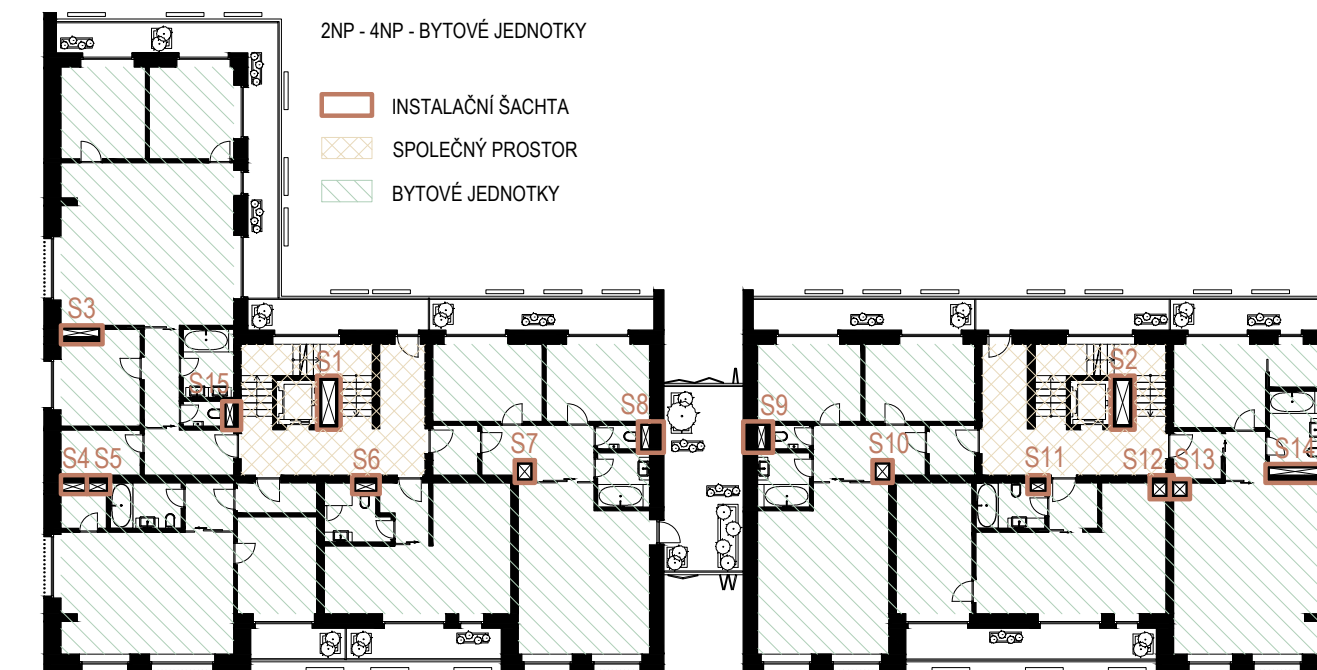 2NP - 4NP - BYTOVÉ JEDNOTKY
INSTALAČNÍ ŠACHTA
SPOLEČNÝ PROSTOR
BYTOVÉ JEDNOTKY
S3
S1
S2
S15
S8
S9
S7
S10
S4 S5
S6
S11
S12 S13
S14